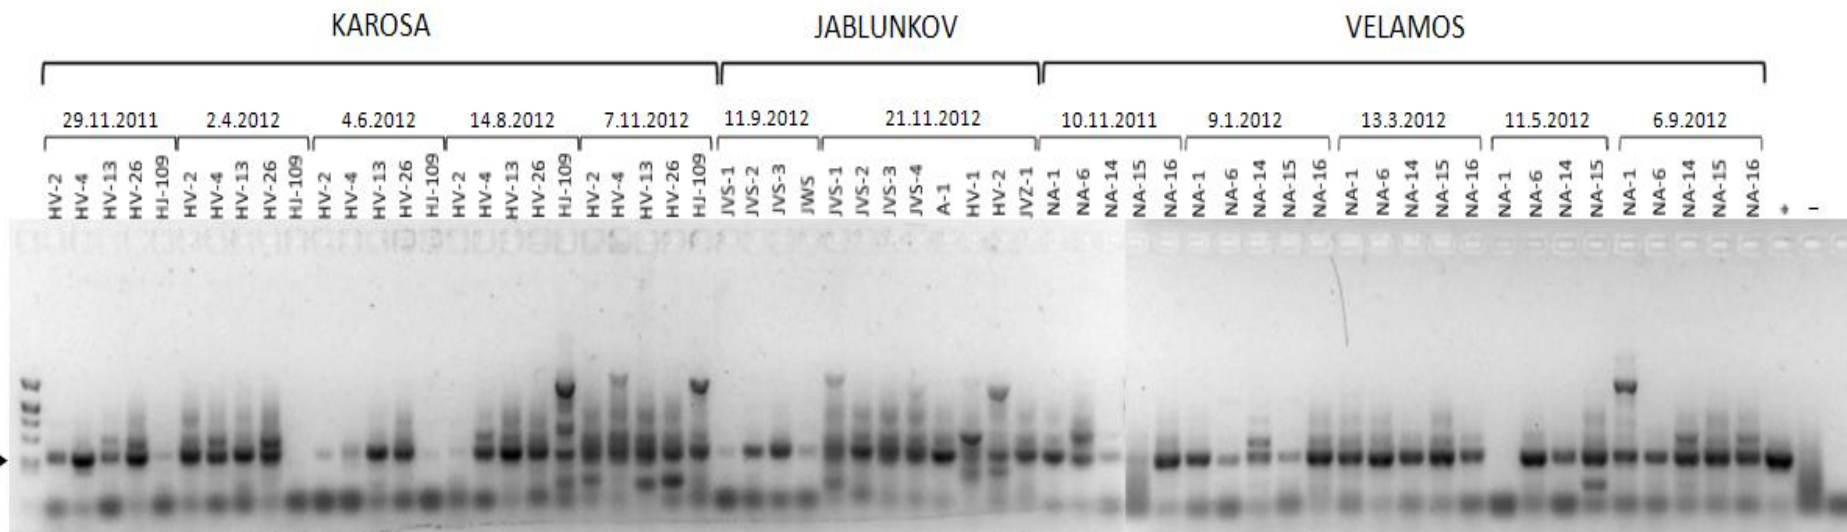 KAROSA JABLUNKOV VELAMOS
29.11.2011 2.4.2012 4.6.2012 14.8.2012 7.11.2012 11.9.2012 21.11.2012 10.11.2011 9.1.2012 13.3.2012 11.5.2012 6.9.2012
HV-2 HV-4 HV-13 HV-26 HJ-109 HV-2 HV-4 HV-13 HV-26 HJ-109 HV-2 HV-4 HV-13 HV-26 HJ-109 HV-2 HV-4 HV-13 HV-26 HJ-109 HV-2 HV-4 HV-13 HV-26 HJ-109 JVS-1 JVS-2 JVS-3 JWS JVS-1 JVS-2 JVS-3 JVS-4 A-1 HV-1 HV-2 JVZ-1 NA-1 NA-6 NA-14 NA-15 NA-16 NA-1 NA-6 NA-14 NA-15 NA-16 NA-1 NA-6 NA-14 NA-15 NA-16 NA-1 NA-6 NA-14 NA-15 NA-1 NA-6 NA-14 NA-15 NA-16 + -